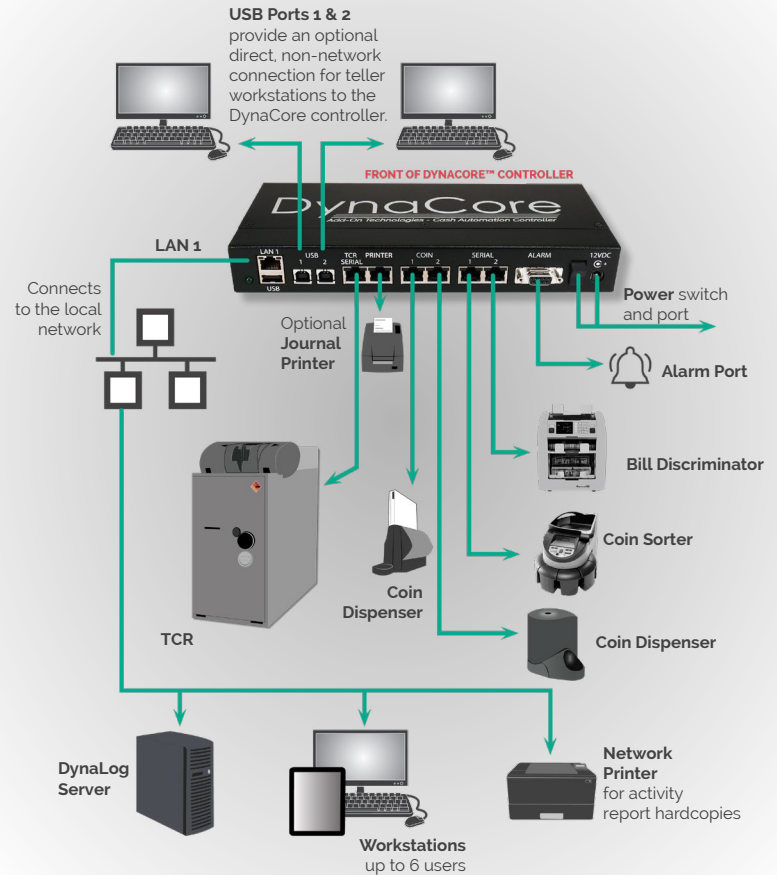 USB Ports 1 & 2
provide an optional
direct, non-network
connection for teller
workstations to the
DynaCore controller.
FRONT OF DYNACORE™ CONTROLLER
DynaCore
Add-On Technologies - Cash Automation Controller
LAN 1
LAN 1
USB
USB
1 2
TCR
SERIAL
PRINTER
COIN
1 2
SERIAL
1 2
ALARM
12VDC
Connects
to the local
network
Power switch
and port
Optional
Journal
Printer
Alarm Port
Bill Discriminator
Coin Sorter
Coin
Dispenser
TCR
Coin Dispenser
DynaLog
Server
Workstations
up to 6 users
Network
Printer
for activity
report hardcopies